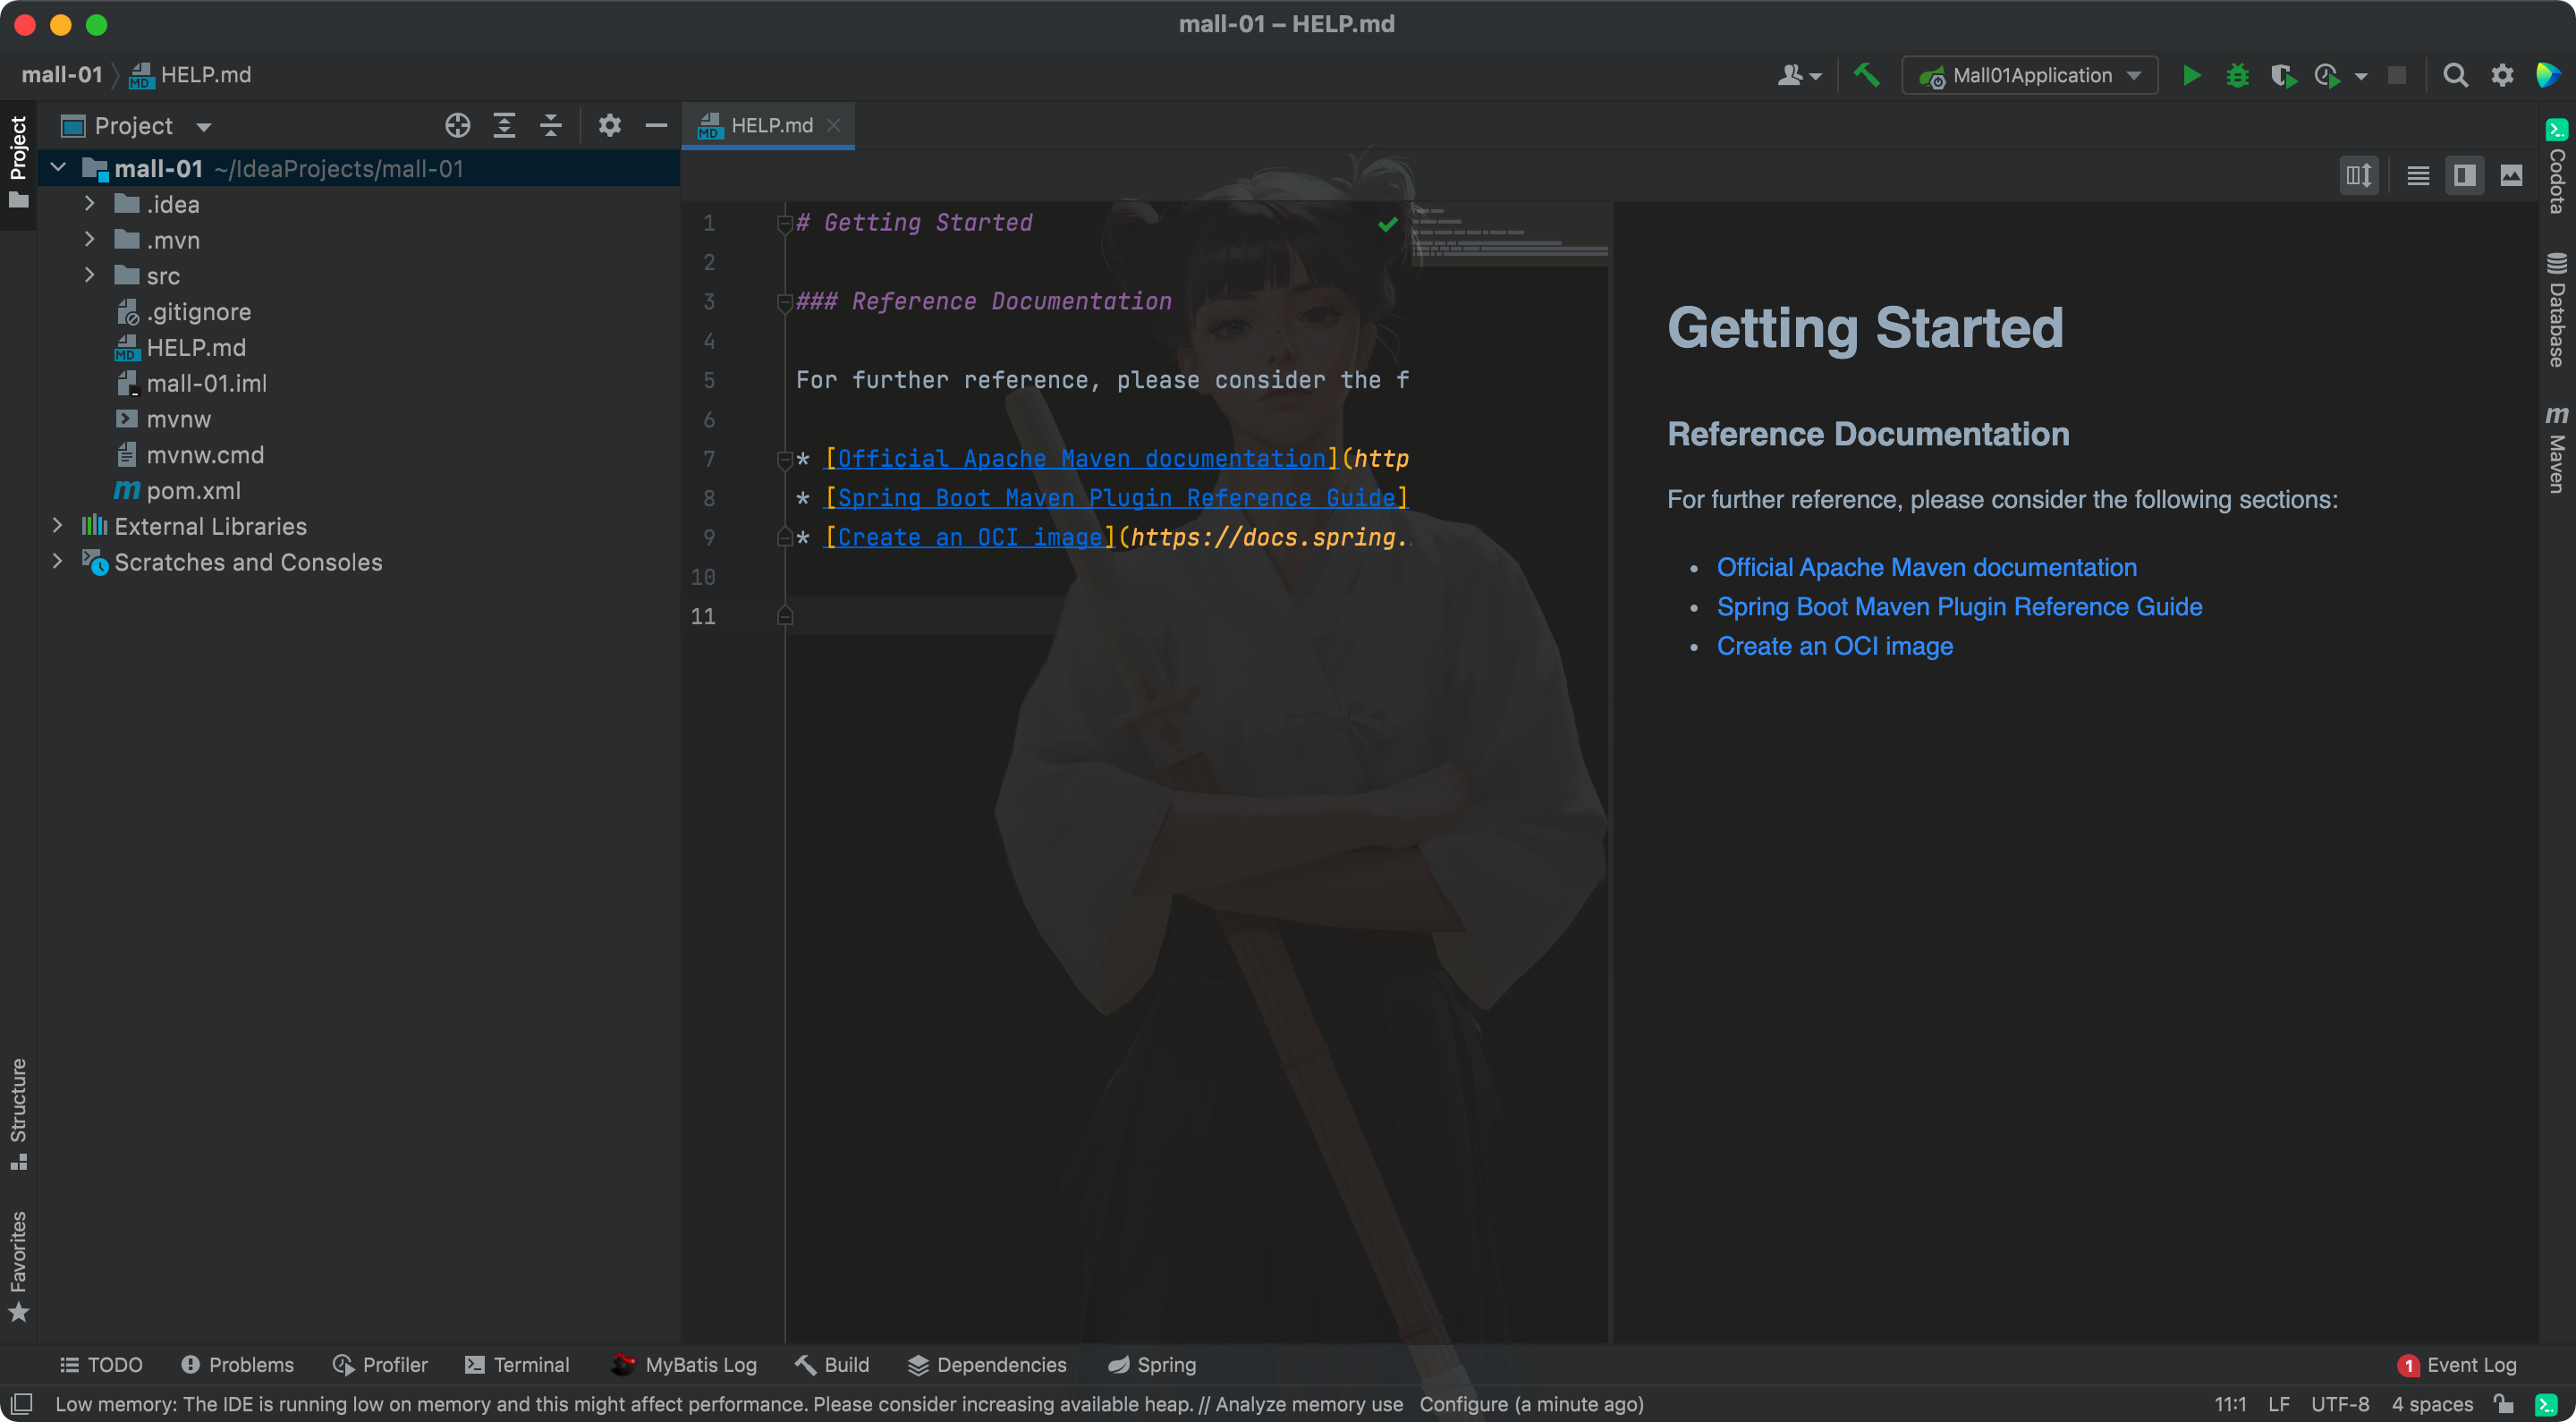 mall-01 – HELP.md
mall-01 HELP.md
Mall01Application
Project
Project
HELP.md
mall-01 ~/IdeaProjects/mall-01
.idea
.mvn
src
.gitignore
HELP.md
mall-01.iml
mvnw
mvnw.cmd
pom.xml
External Libraries
Scratches and Consoles
1 # Getting Started
2
3 ### Reference Documentation
4
5 For further reference, please consider the f
6
7 * [Official Apache Maven documentation](http
8 * [Spring Boot Maven Plugin Reference Guide]
9 * [Create an OCI image](https://docs.spring.
10
11
Getting Started
Reference Documentation
For further reference, please consider the following sections:
• Official Apache Maven documentation
• Spring Boot Maven Plugin Reference Guide
• Create an OCI image
Codota
Database
Maven
Structure
Favorites
TODO Problems Profiler Terminal MyBatis Log Build Dependencies Spring 1 Event Log
Low memory: The IDE is running low on memory and this might affect performance. Please consider increasing available heap. // Analyze memory use Configure (a minute ago) 11:1 LF UTF-8 4 spaces